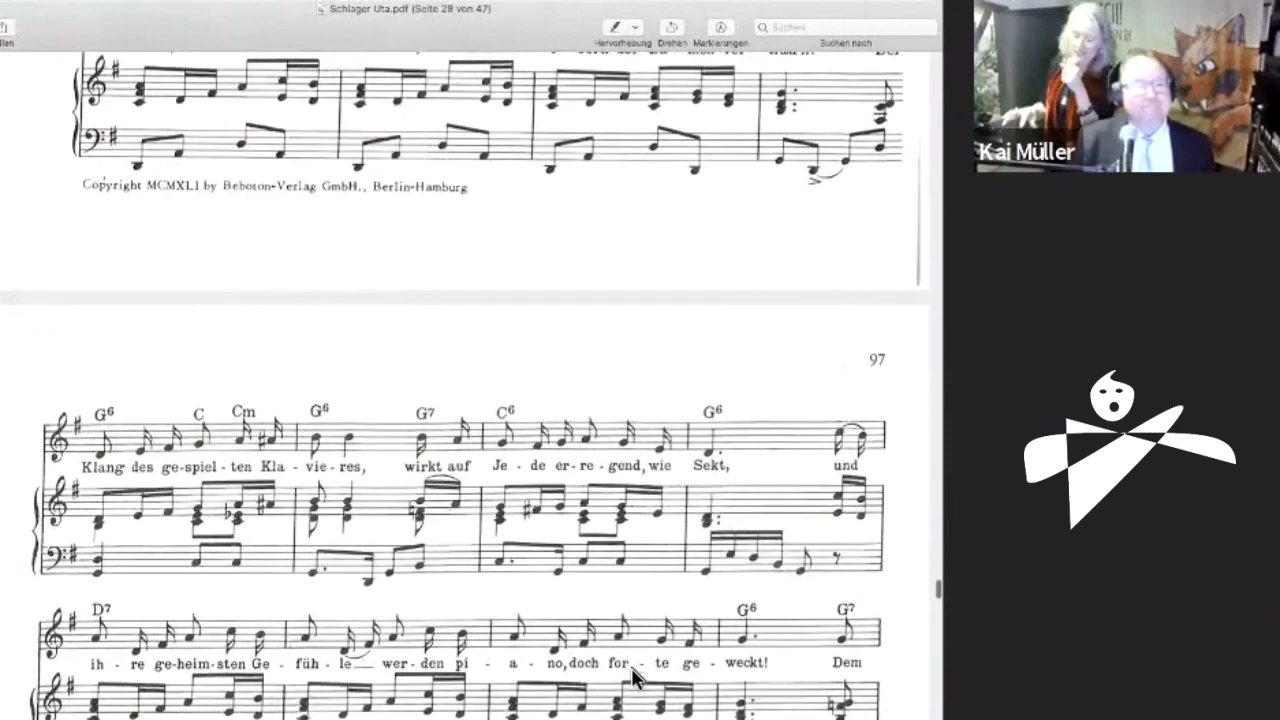 Schlager Uta.pdf (Seite 28 von 47)
Suchen
Hervorhebung Drehen Markierungen Suchen nach
Copyright MCMXLI by Beboton-Verlag GmbH., Berlin-Hamburg
97
G6 C Cm G6 G7 C6 G6
Klang des ge-spiel-ten Kla-vie-res, wirkt auf Je-de er-re-gend, wie Sekt, und
D7 G6 G7
ih-re ge-heim-sten Ge-füh-le wer-den pi-a-no, doch for-te ge-weckt! Dem
Kai Müller